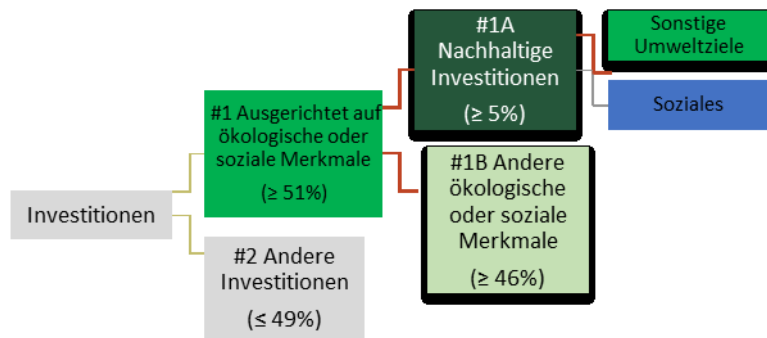 Investitionen
#1 Ausgerichtet auf
ökologische oder
soziale Merkmale
(≥ 51%)
#2 Andere
Investitionen
(≤ 49%)
#1A
Nachhaltige
Investitionen
(≥ 5%)
#1B Andere
ökologische
oder soziale
Merkmale
(≥ 46%)
Sonstige
Umweltziele
Soziales